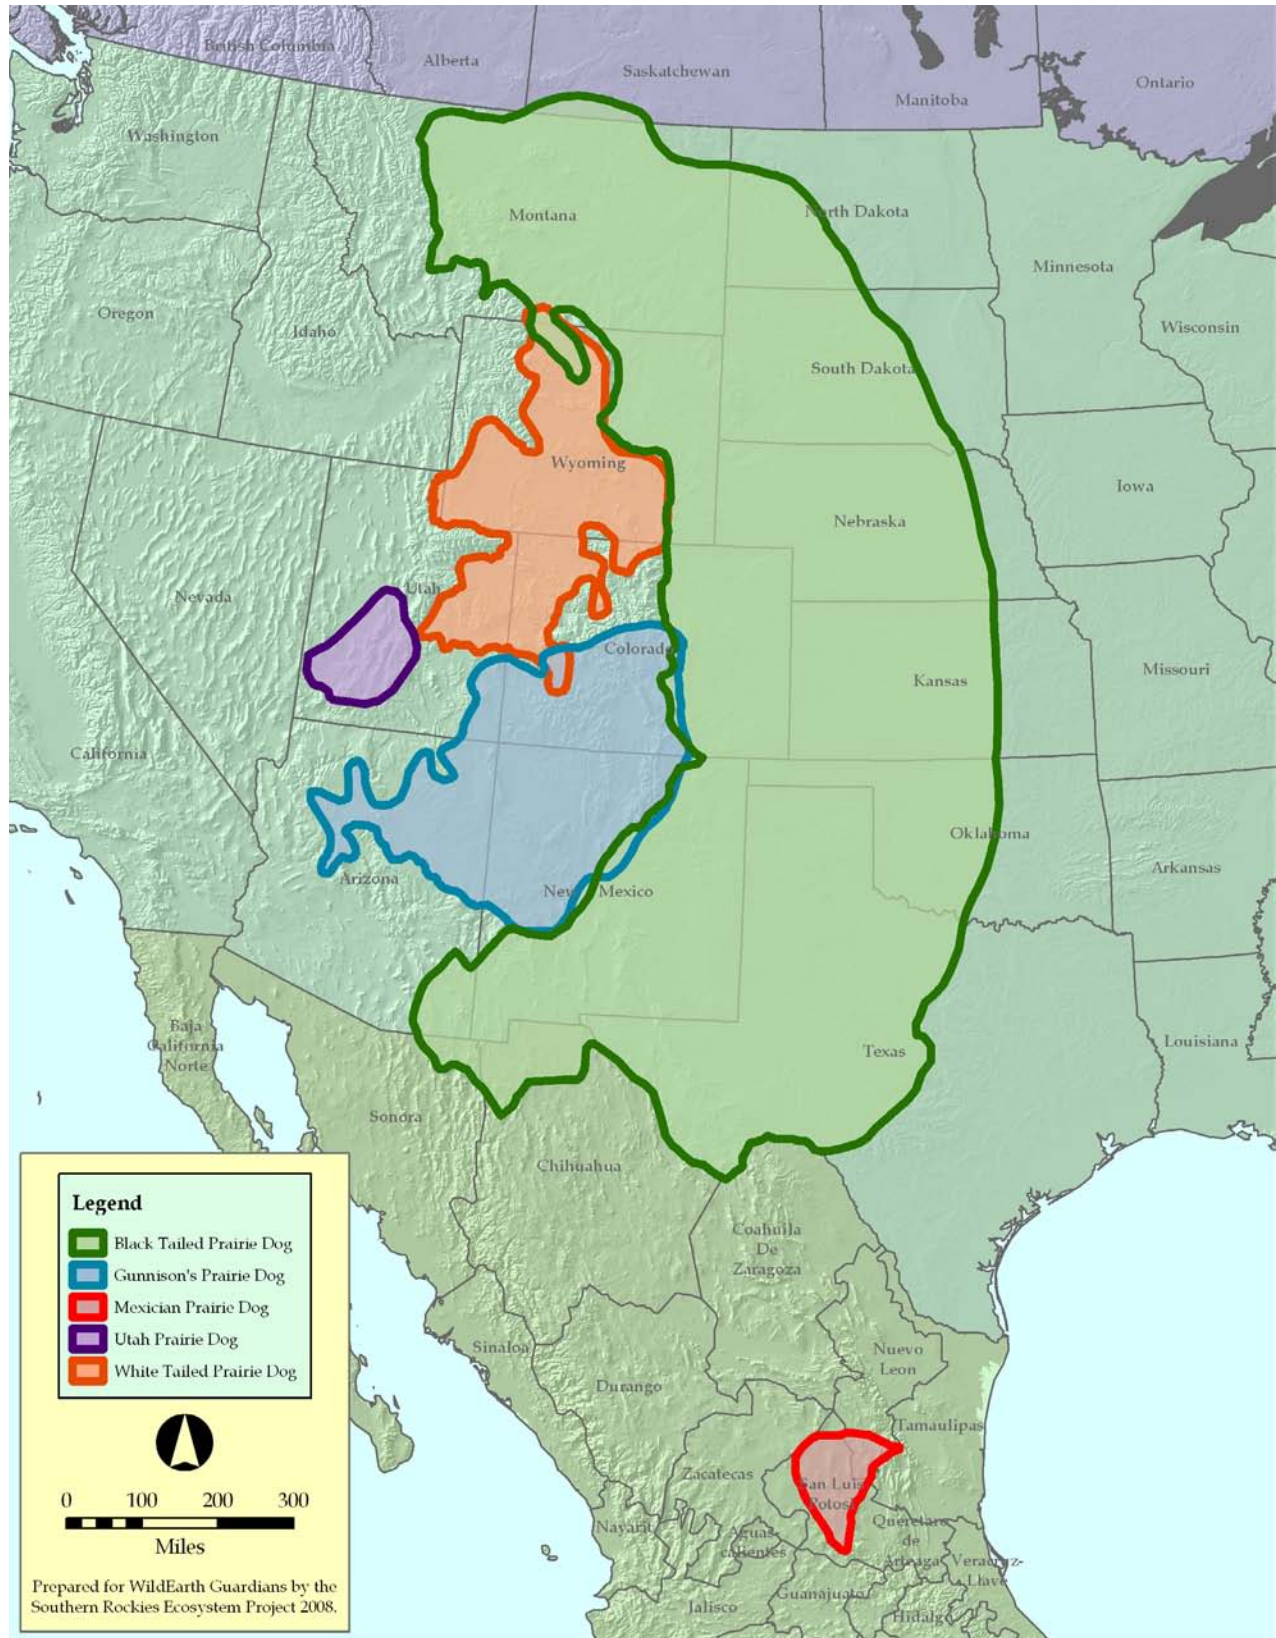 British Columbia
Alberta
Saskatchewan
Manitoba
Ontario
Washington
Montana
North Dakota
Minnesota
Oregon
Idaho
South Dakota
Wisconsin
Wyoming
Nebraska
Iowa
Nevada
Utah
Colorado
Kansas
Missouri
California
Oklahoma
Arizona
New Mexico
Arkansas
Baja
California
Norte
Texas
Louisiana
Sonora
Chihuahua
Coahuila
De
Zaragoza
Sinaloa
Durango
Nuevo
Leon
Tamaulipas
Zacatecas
San Luis
Potosi
Nayarit
Aguas-
calientes
Queretaro
de
Arteaga
Veracruz-
Llave
Guanajuato
Jalisco
Hidalgo
Legend
Black Tailed Prairie Dog
Gunnison's Prairie Dog
Mexician Prairie Dog
Utah Prairie Dog
White Tailed Prairie Dog
0 100 200 300
Miles
Prepared for WildEarth Guardians by the
Southern Rockies Ecosystem Project 2008.